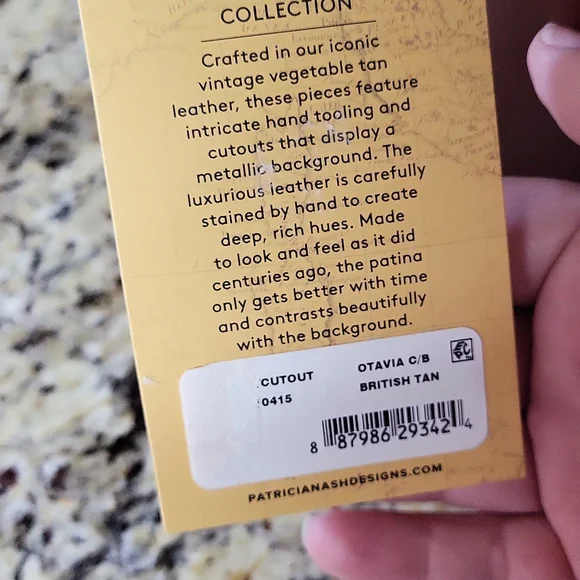 COLLECTION
Crafted in our iconic
vintage vegetable tan
leather, these pieces feature
intricate hand tooling and
cutouts that display a
metallic background. The
luxurious leather is carefully
stained by hand to create
deep, rich hues. Made
to look and feel as it did
centuries ago, the patina
only gets better with time
and contrasts beautifully
with the background.
CUTOUT OTAVIA C/B
0415 BRITISH TAN
8 87986 29342 4
PATRICIANASHDESIGNS.COM